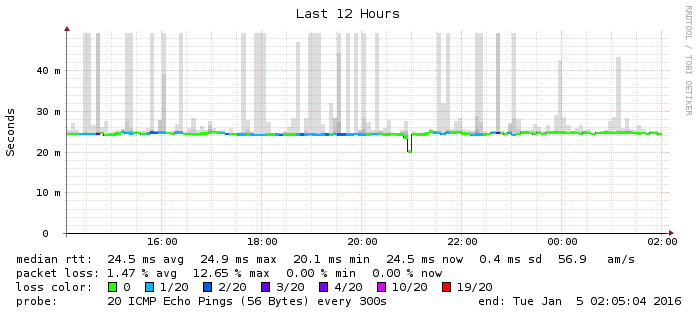 Last 12 Hours
RRDTOOL / TOBI OETIKER
Seconds
40 m
30 m
20 m
10 m
0
16:00 18:00 20:00 22:00 00:00 02:00
median rtt: 24.5 ms avg 24.9 ms max 20.1 ms min 24.5 ms now 0.4 ms sd 56.9 am/s
packet loss: 1.47 % avg 12.65 % max 0.00 % min 0.00 % now
loss color: 0 1/20 2/20 3/20 4/20 10/20 19/20
probe: 20 ICMP Echo Pings (56 Bytes) every 300s end: Tue Jan 5 02:05:04 2016